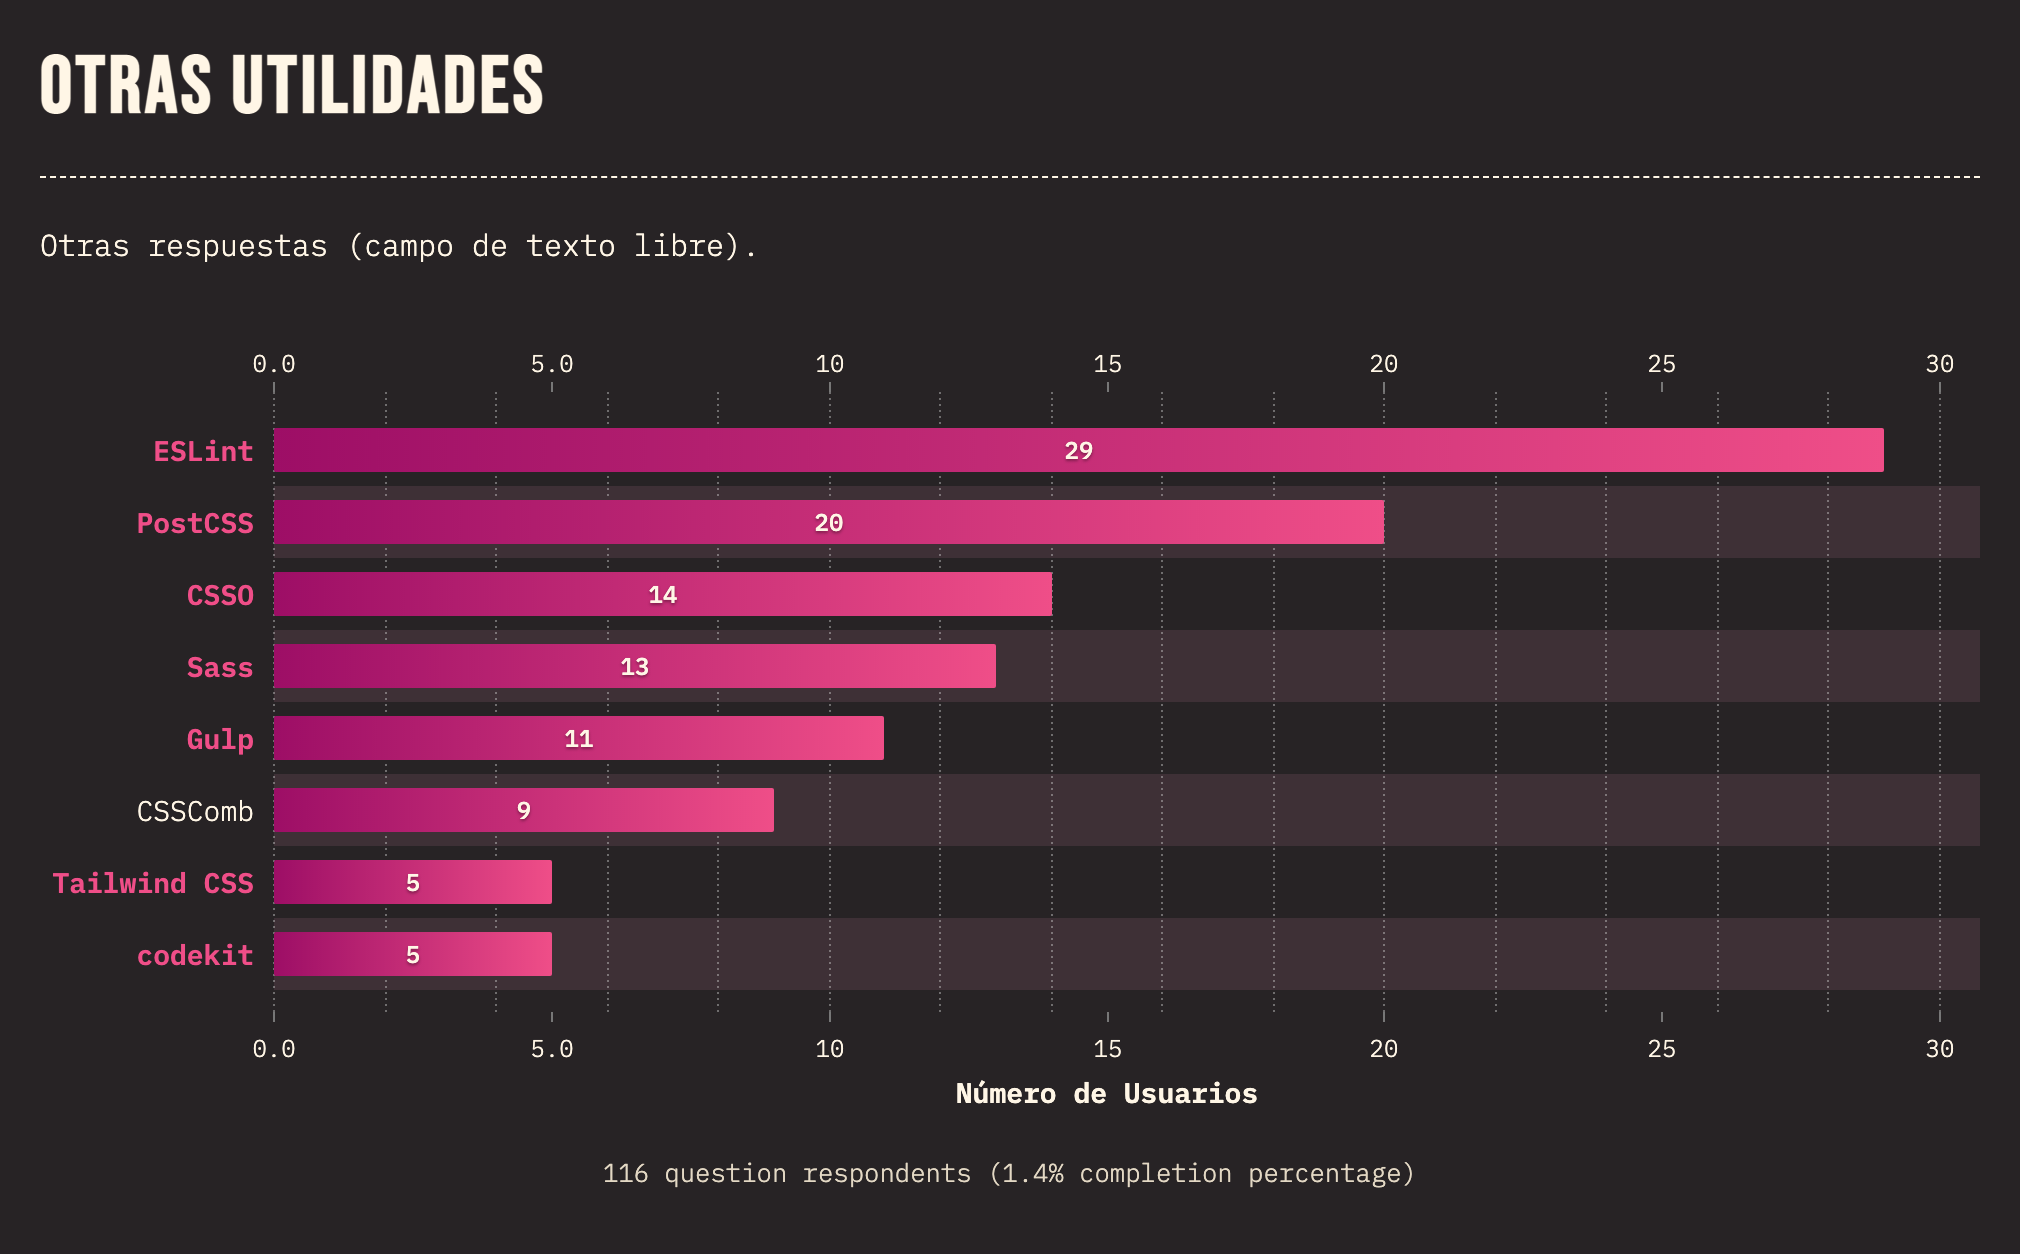 OTRAS UTILIDADES
Otras respuestas (campo de texto libre).
0.0 5.0 10 15 20 25 30
ESLint 29
PostCSS 20
CSSO 14
Sass 13
Gulp 11
CSSComb 9
Tailwind CSS 5
codekit 5
0.0 5.0 10 15 20 25 30
Número de Usuarios
116 question respondents (1.4% completion percentage)